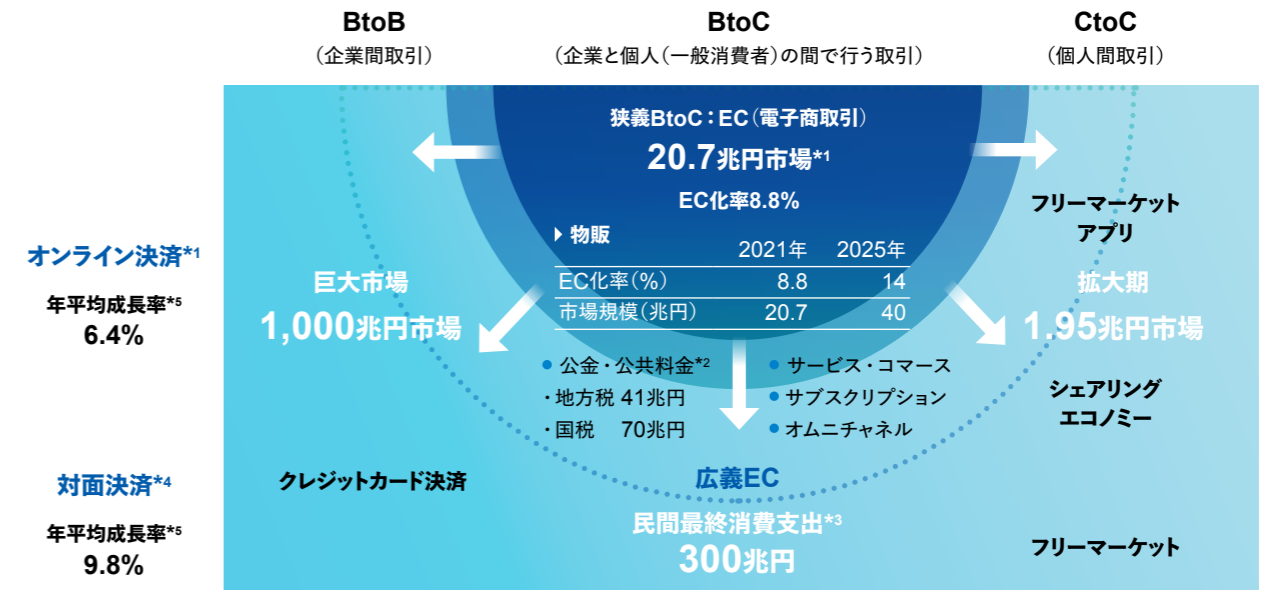 BtoB
（企業間取引）
BtoC
（企業と個人（一般消費者）の間で行う取引）
CtoC
（個人間取引）
狭義BtoC：EC（電子商取引）
20.7兆円市場*1
EC化率8.8%
物販
2021年 2025年
EC化率（%） 8.8 14
市場規模（兆円） 20.7 40
オンライン決済*1
年平均成長率*5
6.4%
巨大市場
1,000兆円市場
フリーマーケット
アプリ
拡大期
1.95兆円市場
● 公金・公共料金*2
・地方税 41兆円
・国税 70兆円
● サービス・コマース
● サブスクリプション
● オムニチャネル
シェアリング
エコノミー
対面決済*4
年平均成長率*5
9.8%
クレジットカード決済
広義EC
民間最終消費支出*3
300兆円
フリーマーケット